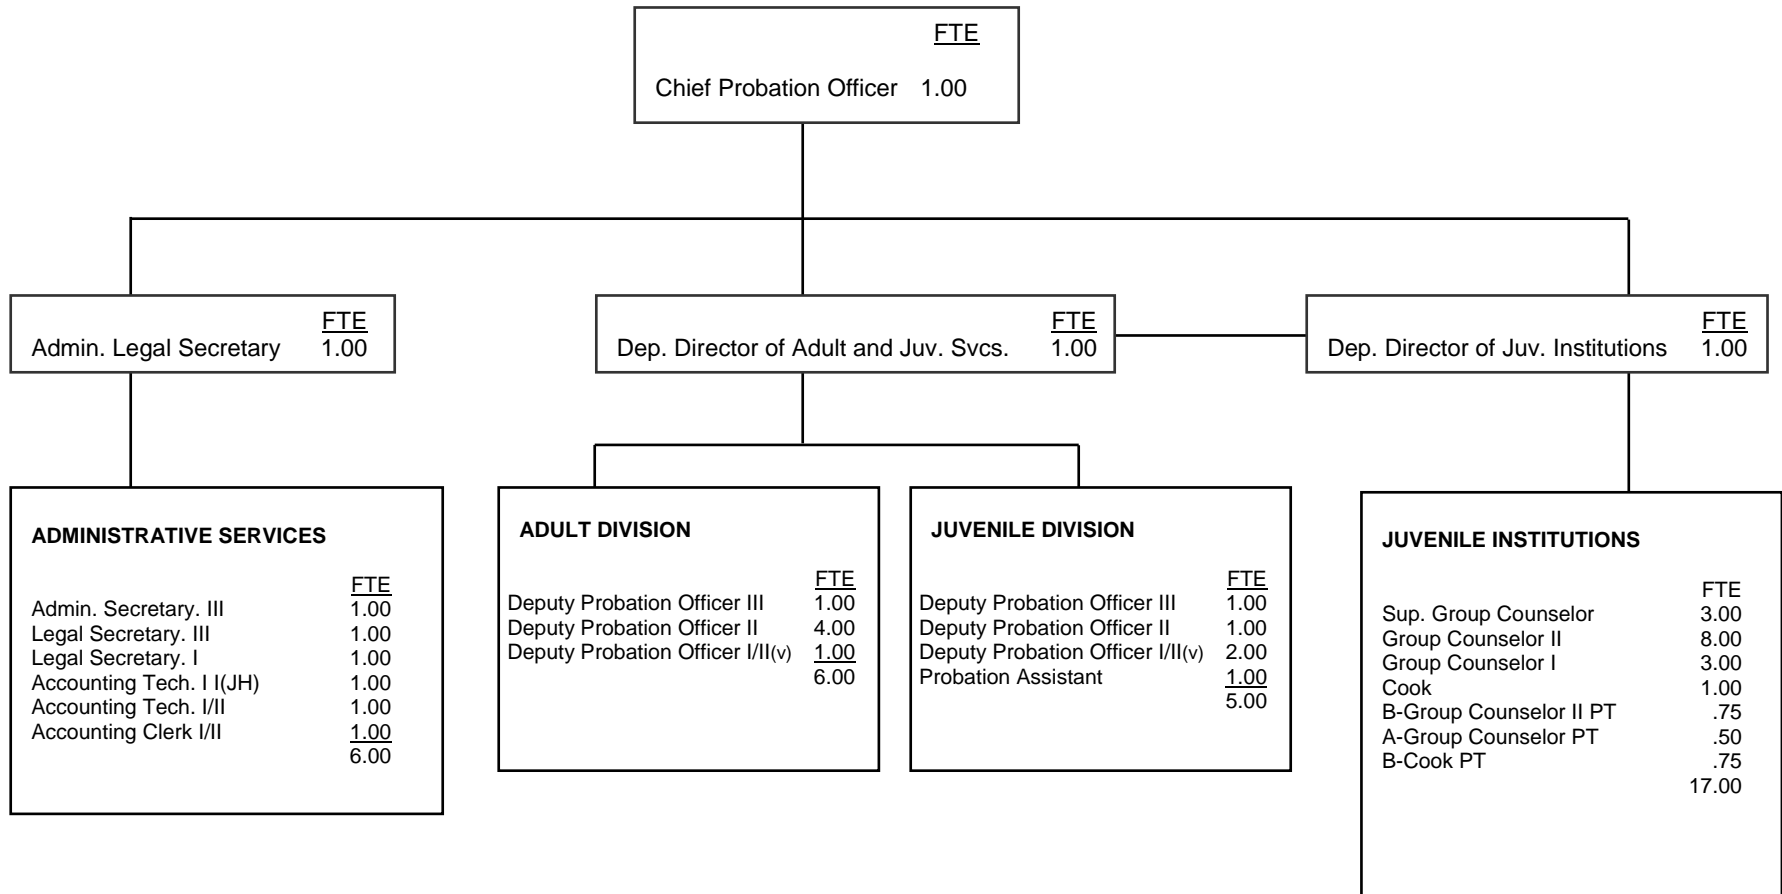 FTE
Chief Probation Officer 1.00
FTE
Admin. Legal Secretary 1.00
FTE
Dep. Director of Adult and Juv. Svcs. 1.00
FTE
Dep. Director of Juv. Institutions 1.00
ADMINISTRATIVE SERVICES
FTE
Admin. Secretary. III 1.00
Legal Secretary. III 1.00
Legal Secretary. I 1.00
Accounting Tech. I I(JH) 1.00
Accounting Tech. I/II 1.00
Accounting Clerk I/II 1.00
6.00
ADULT DIVISION
FTE
Deputy Probation Officer III 1.00
Deputy Probation Officer II 4.00
Deputy Probation Officer I/II(v) 1.00
6.00
JUVENILE DIVISION
FTE
Deputy Probation Officer III 1.00
Deputy Probation Officer II 1.00
Deputy Probation Officer I/II(v) 2.00
Probation Assistant 1.00
5.00
JUVENILE INSTITUTIONS
FTE
Sup. Group Counselor 3.00
Group Counselor II 8.00
Group Counselor I 3.00
Cook 1.00
B-Group Counselor II PT .75
A-Group Counselor PT .50
B-Cook PT .75
17.00